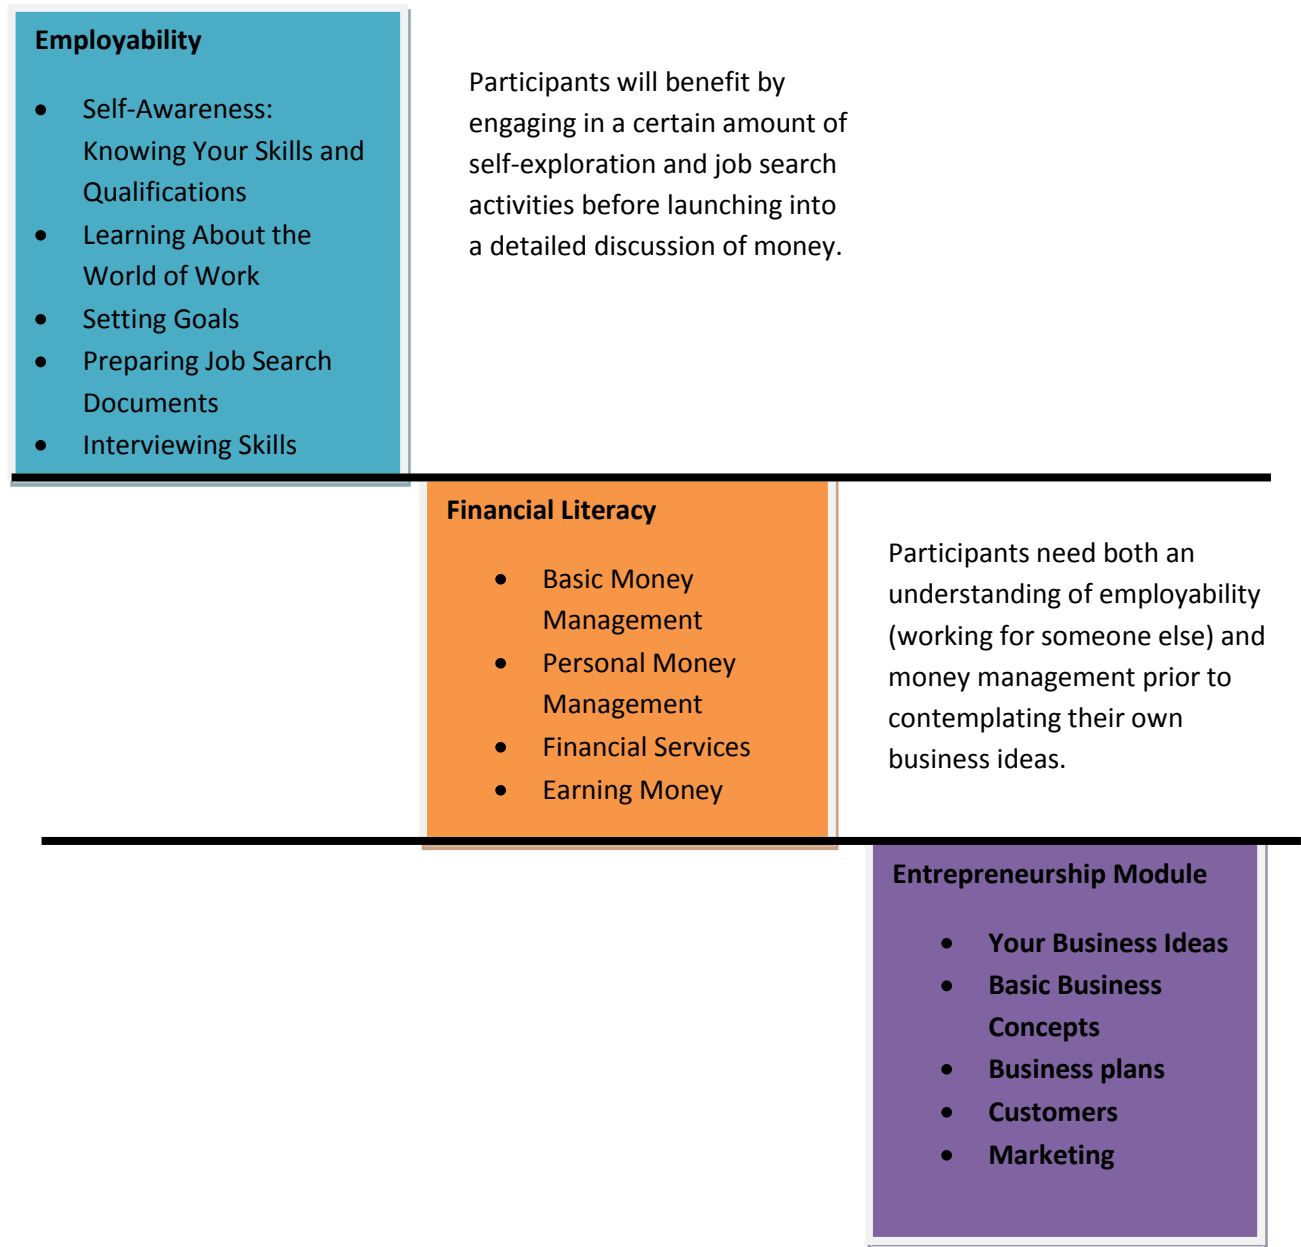 Employability
• Self-Awareness:
Knowing Your Skills and
Qualifications
• Learning About the
World of Work
• Setting Goals
• Preparing Job Search
Documents
• Interviewing Skills
Participants will benefit by
engaging in a certain amount of
self-exploration and job search
activities before launching into
a detailed discussion of money.
Financial Literacy
• Basic Money
Management
• Personal Money
Management
• Financial Services
• Earning Money
Participants need both an
understanding of employability
(working for someone else) and
money management prior to
contemplating their own
business ideas.
Entrepreneurship Module
• Your Business Ideas
• Basic Business
Concepts
• Business plans
• Customers
• Marketing